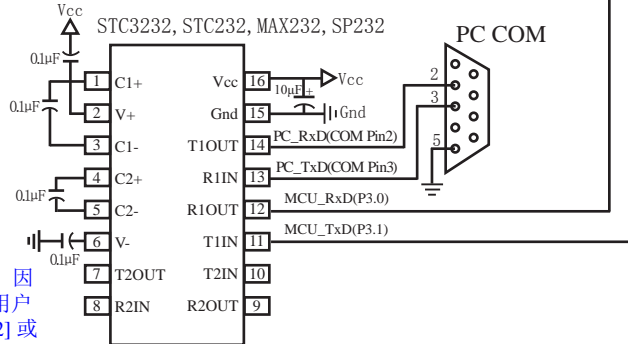 Vcc
STC3232, STC232, MAX232, SP232
PC COM
0.1μF
0.1μF
1 C1+
2 V+
3 C1-
4 C2+
5 C2-
6 V-
7 T2OUT
8 R2IN
0.1μF
0.1μF
Vcc 16
Gnd 15
T1OUT 14
R1IN 13
R1OUT 12
T1IN 11
T2IN 10
R2OUT 9
Vcc
10μF +
Gnd
PC_RxD(COM Pin2)
PC_TxD(COM Pin3)
MCU_RxD(P3.0)
MCU_TxD(P3.1)
2
3
5
因
用户
2] 或